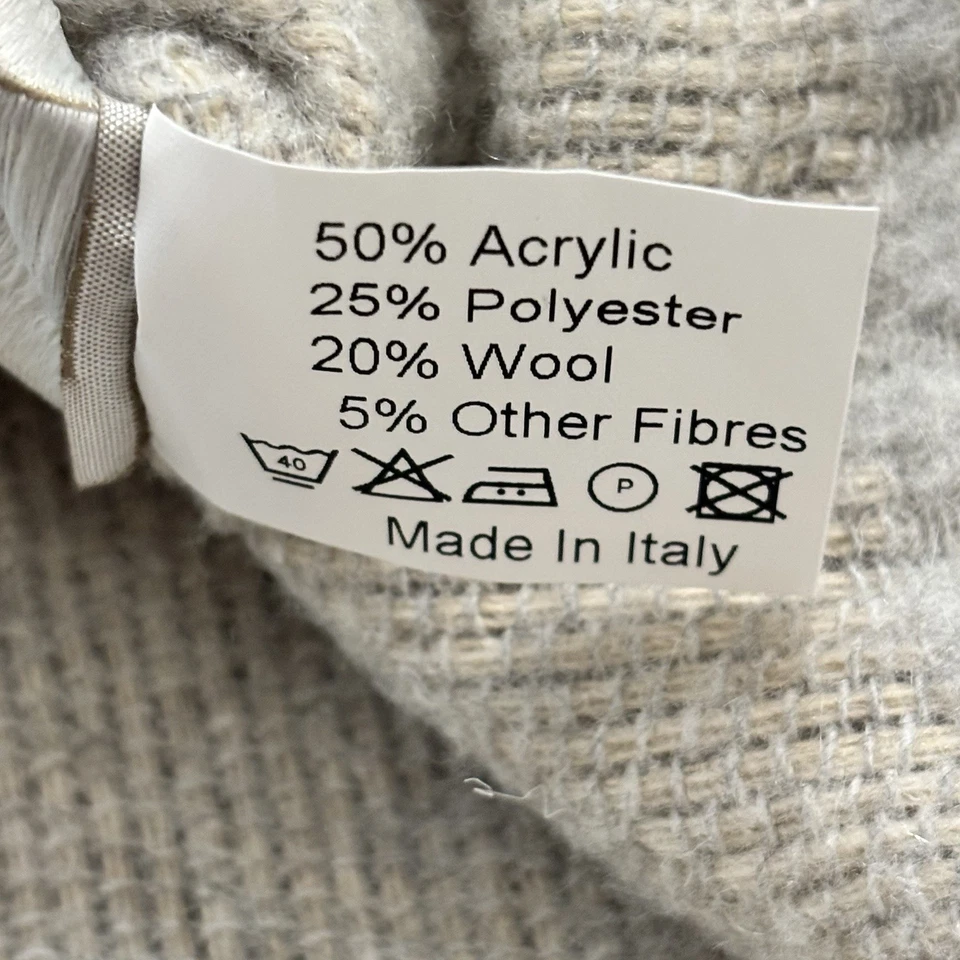 50% Acrylic
25% Polyester
20% Wool
5% Other Fibres
40 P
Made In Italy